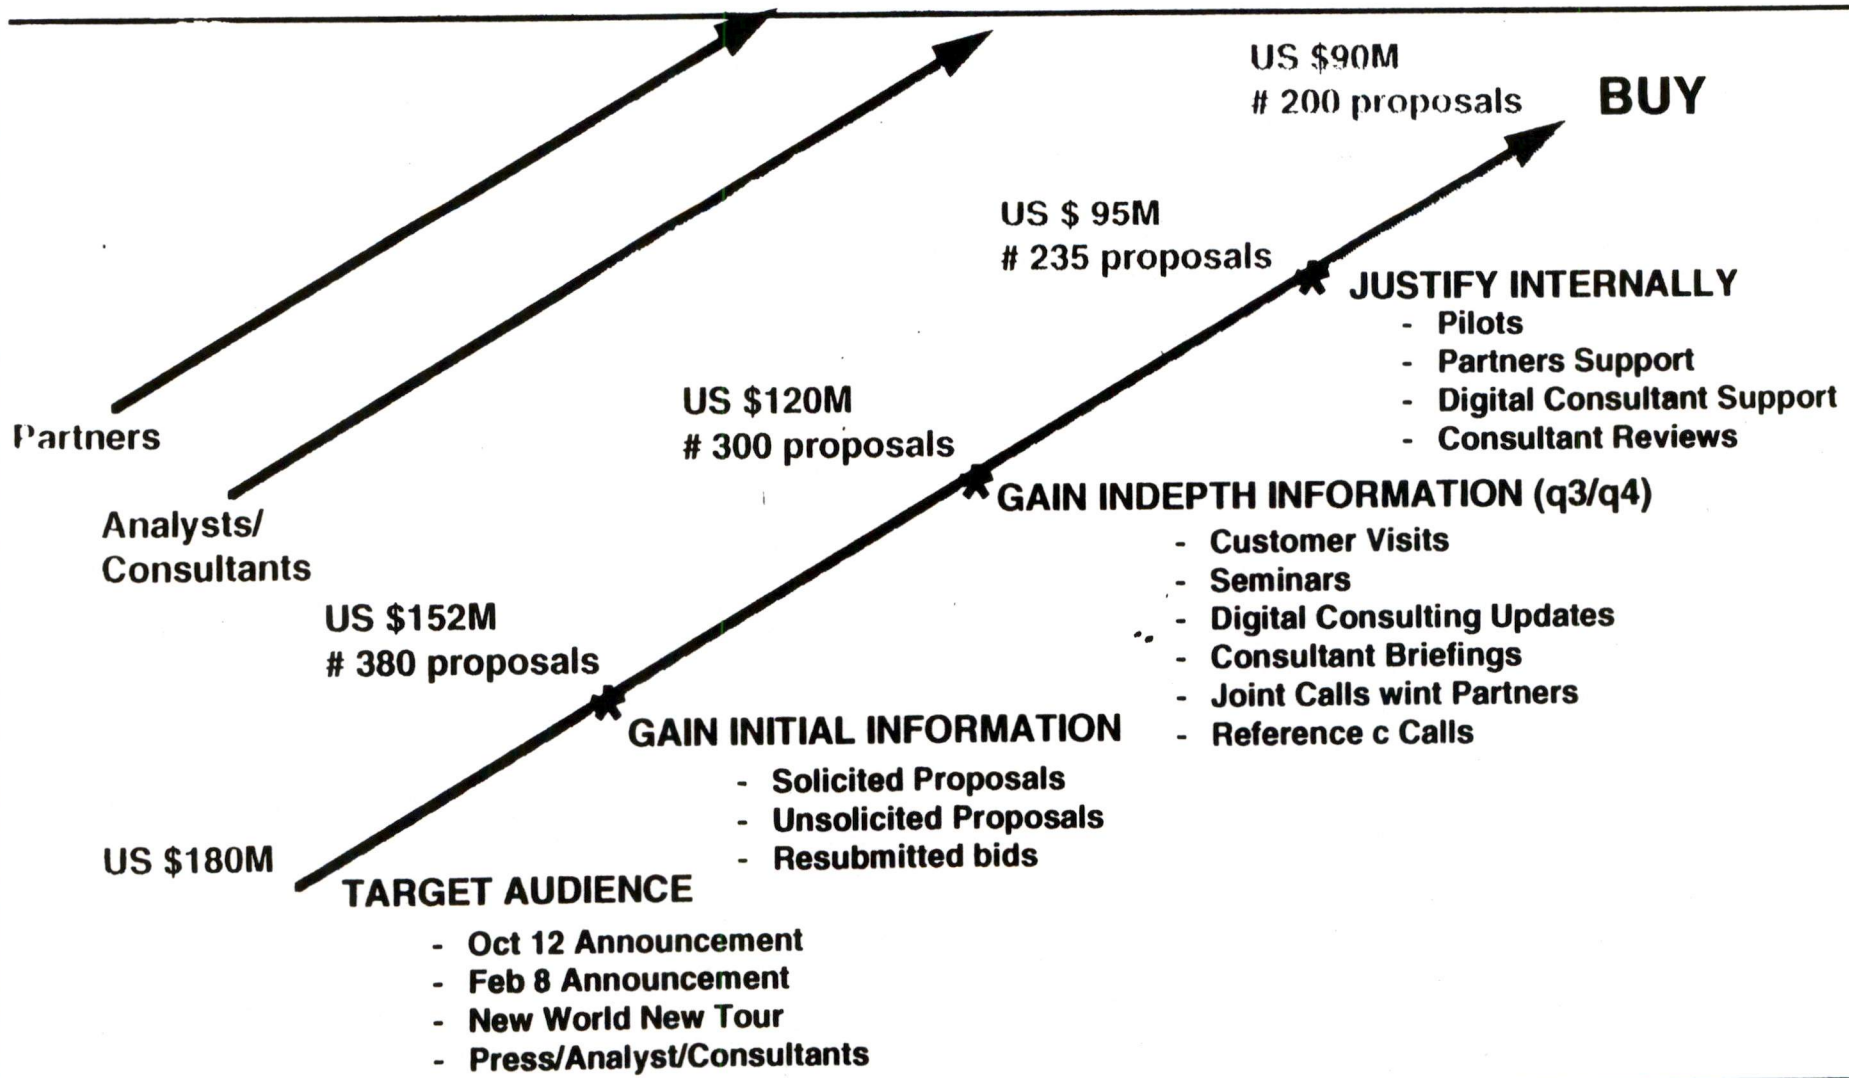 US $90M
# 200 proposals
BUY
US $ 95M
# 235 proposals
JUSTIFY INTERNALLY
- Pilots
- Partners Support
- Digital Consultant Support
- Consultant Reviews
Partners
US $120M
# 300 proposals
GAIN INDEPTH INFORMATION (q3/q4)
- Customer Visits
- Seminars
- Digital Consulting Updates
- Consultant Briefings
- Joint Calls wint Partners
- Reference c Calls
Analysts/
Consultants
US $152M
# 380 proposals
GAIN INITIAL INFORMATION
- Solicited Proposals
- Unsolicited Proposals
- Resubmitted bids
US $180M
TARGET AUDIENCE
- Oct 12 Announcement
- Feb 8 Announcement
- New World New Tour
- Press/Analyst/Consultants